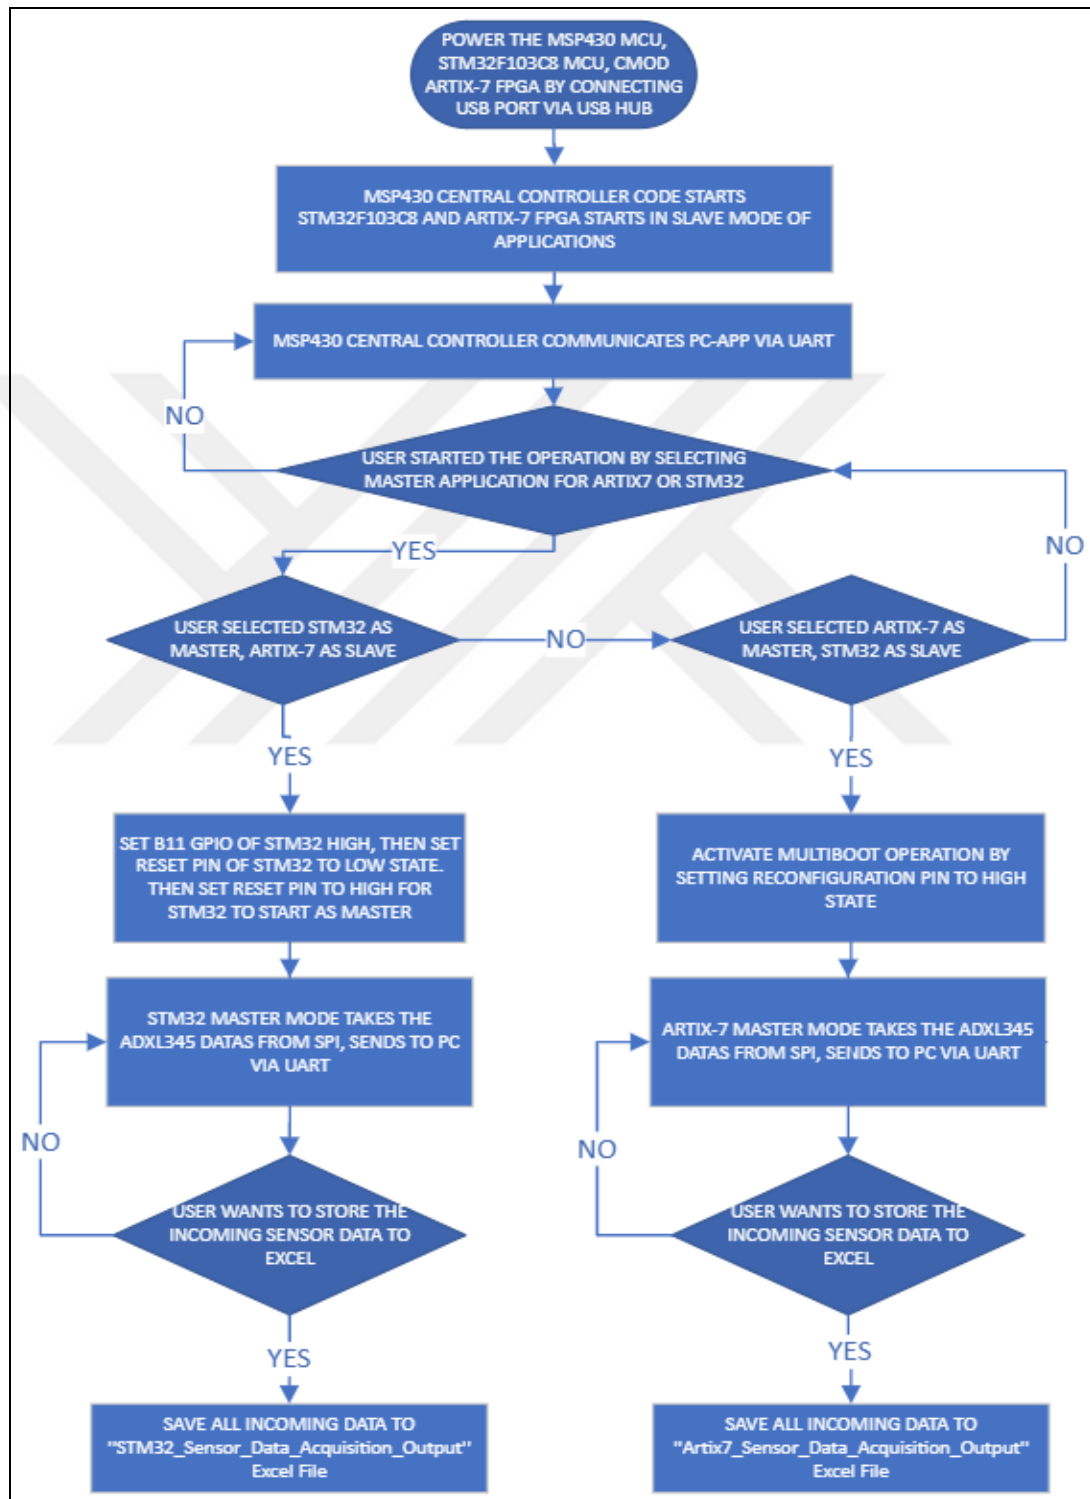 POWER THE MSP430 MCU,
STM32F103C8 MCU, CMOD
ARTIX-7 FPGA BY CONNECTING
USB PORT VIA USB HUB
MSP430 CENTRAL CONTROLLER CODE STARTS
STM32F103C8 AND ARTIX-7 FPGA STARTS IN SLAVE MODE OF
APPLICATIONS
MSP430 CENTRAL CONTROLLER COMMUNICATES PC-APP VIA UART
NO
USER STARTED THE OPERATION BY SELECTING
MASTER APPLICATION FOR ARTIX7 OR STM32
YES
NO
USER SELECTED STM32 AS
MASTER, ARTIX-7 AS SLAVE
NO
USER SELECTED ARTIX-7 AS
MASTER, STM32 AS SLAVE
YES
YES
SET B11 GPIO OF STM32 HIGH, THEN SET
RESET PIN OF STM32 TO LOW STATE.
THEN SET RESET PIN TO HIGH FOR
STM32 TO START AS MASTER
ACTIVATE MULTIBOOT OPERATION BY
SETTING RECONFIGURATION PIN TO HIGH
STATE
STM32 MASTER MODE TAKES THE
ADXL345 DATAS FROM SPI, SENDS TO PC
VIA UART
ARTIX-7 MASTER MODE TAKES THE ADXL345
DATAS FROM SPI, SENDS TO PC VIA UART
NO
NO
USER WANTS TO STORE THE
INCOMING SENSOR DATA TO
EXCEL
USER WANTS TO STORE THE
INCOMING SENSOR DATA TO
EXCEL
YES
YES
SAVE ALL INCOMING DATA TO
"STM32_Sensor_Data_Acquisition_Output"
Excel File
SAVE ALL INCOMING DATA TO
"Artix7_Sensor_Data_Acquisition_Output"
Excel File